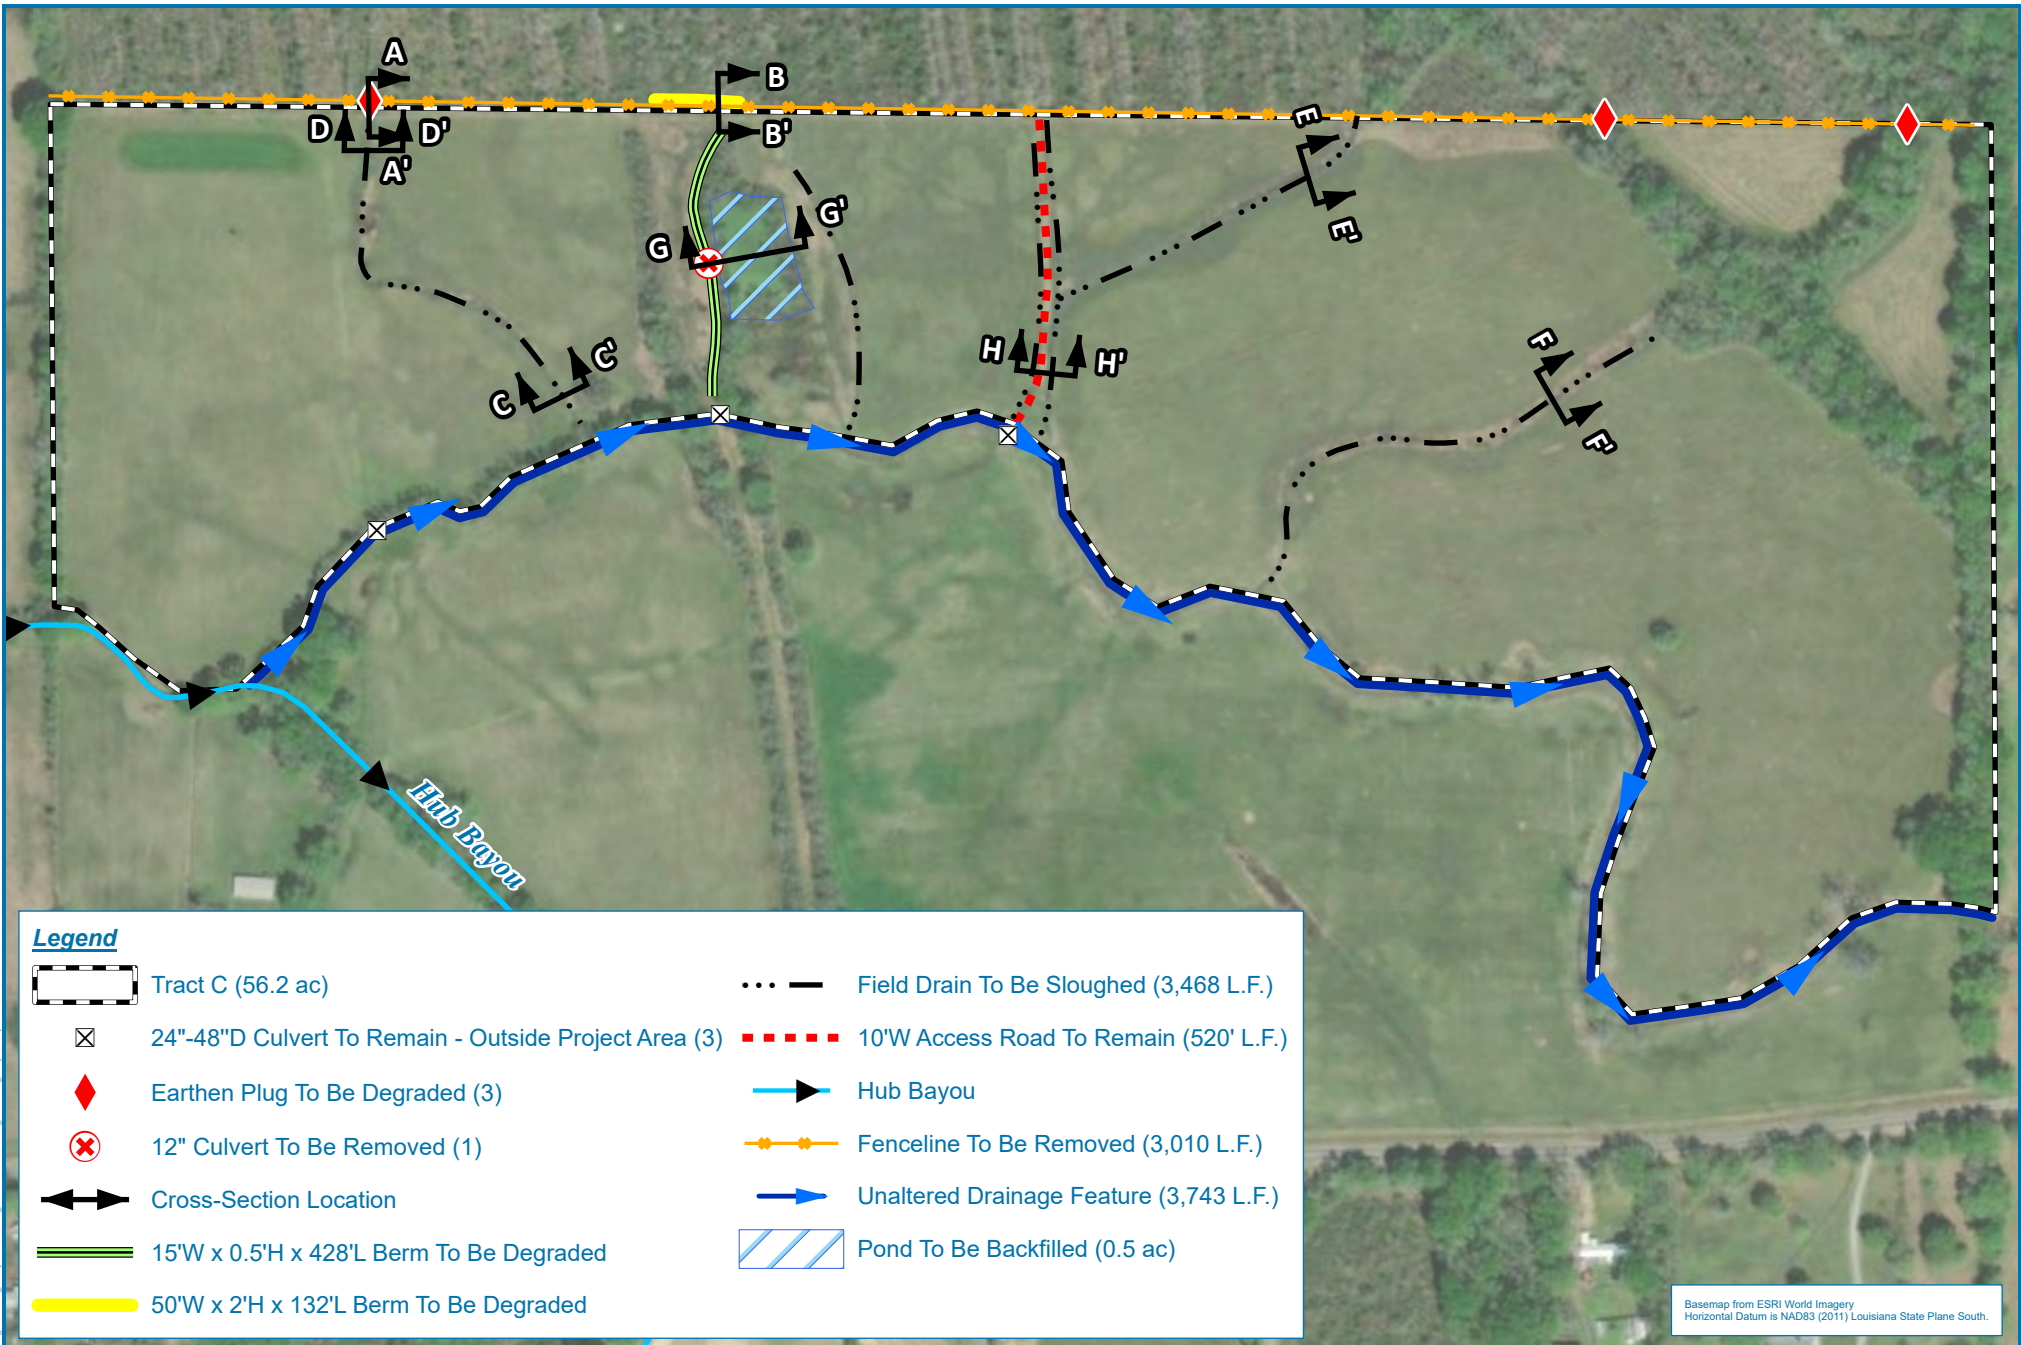 A
B
B'
D
D'
A'
E
E'
G
G'
H
H'
C
C'
F
F'
Hub Bayou
Legend
Tract C (56.2 ac)
24"-48"D Culvert To Remain - Outside Project Area (3)
Earthen Plug To Be Degraded (3)
12" Culvert To Be Removed (1)
Cross-Section Location
15'W x 0.5'H x 428'L Berm To Be Degraded
50'W x 2'H x 132'L Berm To Be Degraded
Field Drain To Be Sloughed (3,468 L.F.)
10'W Access Road To Remain (520' L.F.)
Hub Bayou
Fenceline To Be Removed (3,010 L.F.)
Unaltered Drainage Feature (3,743 L.F.)
Pond To Be Backfilled (0.5 ac)
Basemap from ESRI World Imagery
Horizontal Datum is NAD83 (2011) Louisiana State Plane South.